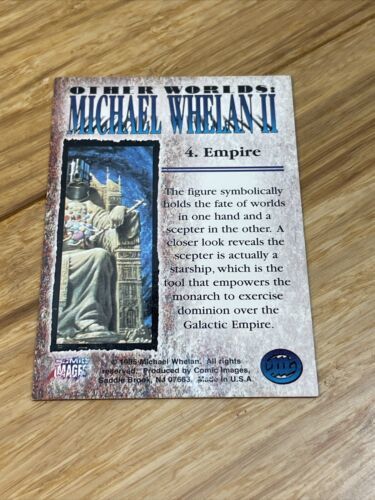 OTHER WORLDS:
MICHAEL WHELAN II
4. Empire
The figure symbolically
holds the fate of worlds
in one hand and a
scepter in the other. A
closer look reveals the
scepter is actually a
starship, which is the
tool that empowers the
monarch to exercise
dominion over the
Galactic Empire.
© 1995 Michael Whelan. All rights
reserved. Produced by Comic Images,
Saddle Brook, NJ 07663. Made in U.S.A.
COMIC
IMAGES